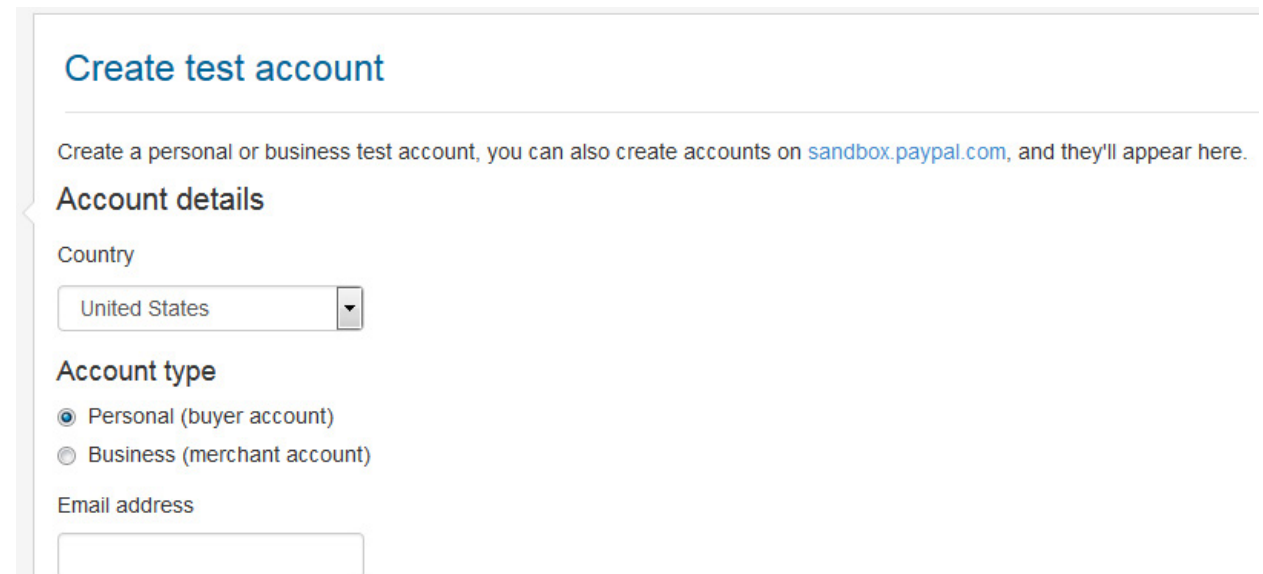 Create test account
Create a personal or business test account, you can also create accounts on sandbox.paypal.com, and they'll appear here.
Account details
Country
United States
Account type
Personal (buyer account)
Business (merchant account)
Email address